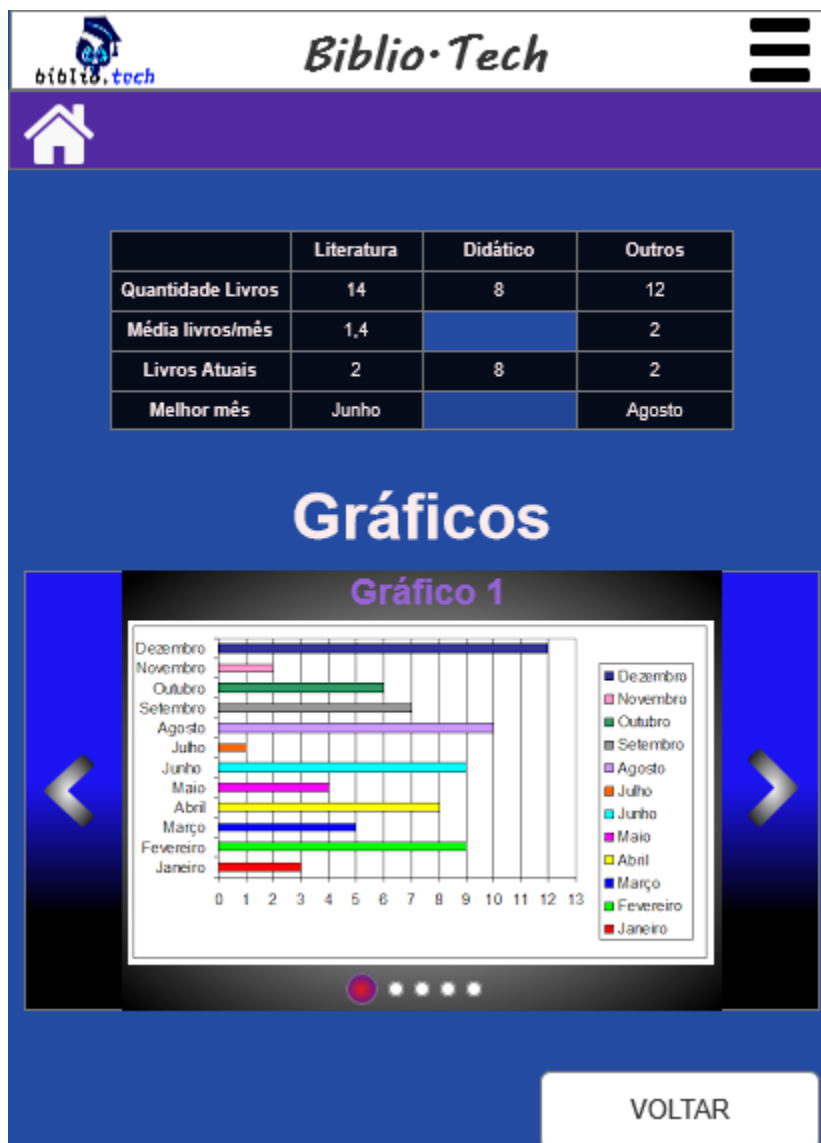 biblio.tech
Biblio·Tech
Literatura Didático Outros
Quantidade Livros 14 8 12
Média livros/mês 1,4 2
Livros Atuais 2 8 2
Melhor mês Junho Agosto
Gráficos
Gráfico 1
Dezembro
Novembro
Outubro
Setembro
Agosto
Julho
Junho
Maio
Abril
Março
Fevereiro
Janeiro
0 1 2 3 4 5 6 7 8 9 10 11 12 13
Dezembro
Novembro
Outubro
Setembro
Agosto
Julho
Junho
Maio
Abril
Março
Fevereiro
Janeiro
VOLTAR